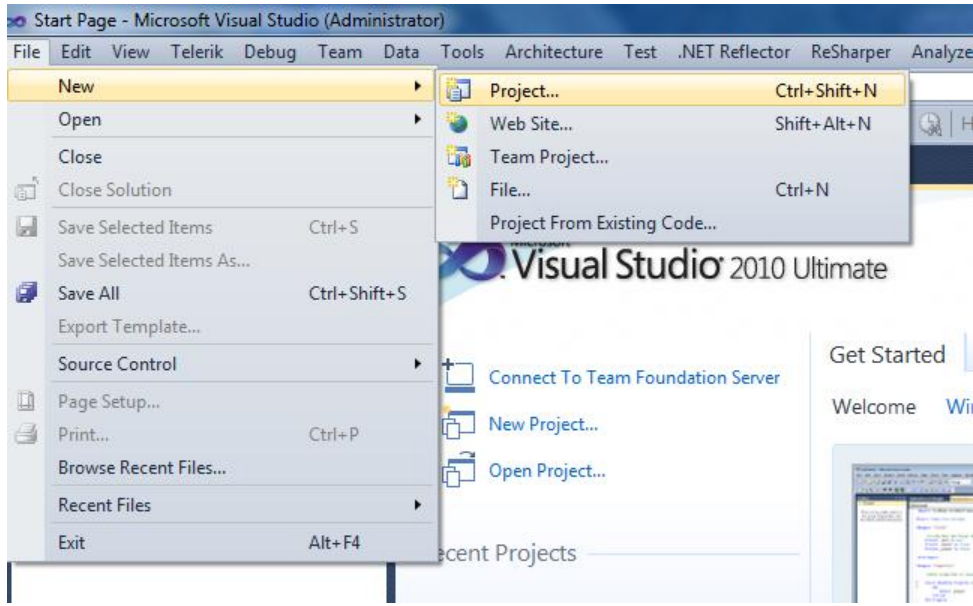 Start Page - Microsoft Visual Studio (Administrator)
File Edit View Telerik Debug Team Data Tools Architecture Test .NET Reflector ReSharper Analyze
New
Open
Close
Close Solution
Save Selected Items Ctrl+S
Save Selected Items As...
Save All Ctrl+Shift+S
Export Template...
Source Control
Page Setup...
Print... Ctrl+P
Browse Recent Files...
Recent Files
Exit Alt+F4
Project... Ctrl+Shift+N
Web Site... Shift+Alt+N
Team Project...
File... Ctrl+N
Project From Existing Code...
Microsoft
Visual Studio 2010 Ultimate
Connect To Team Foundation Server
New Project...
Open Project...
ecent Projects
Get Started
Welcome Wi